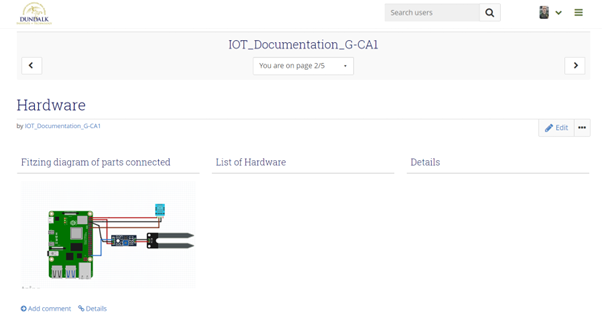 DUNDALK
Search users
IOT_Documentation_G-CA1
You are on page 2/5
Hardware
by IOT_Documentation_G-CA1
Edit
Fitzing diagram of parts connected
List of Hardware
Details
Add comment
Details